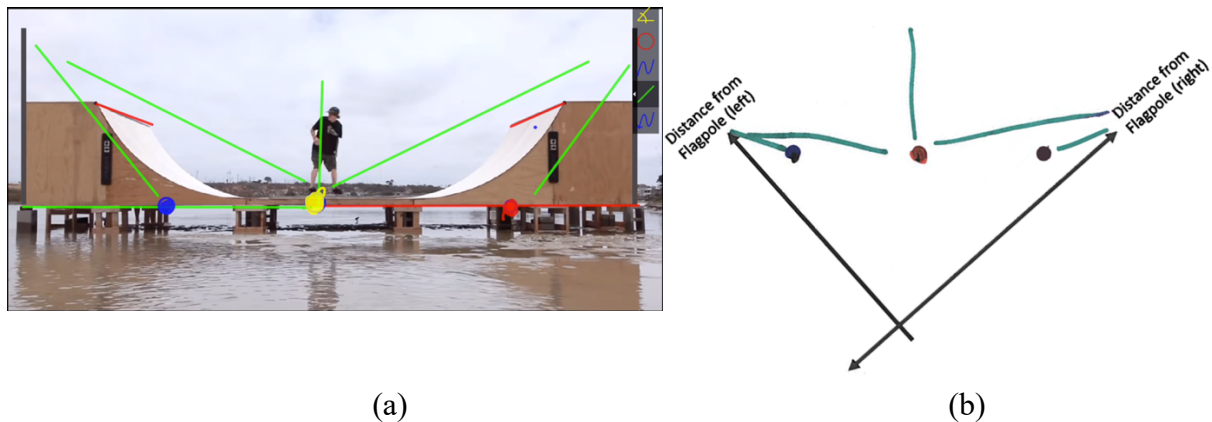 Distance from
Flagpole (left)
Distance from
Flagpole (right)
(a)
(b)